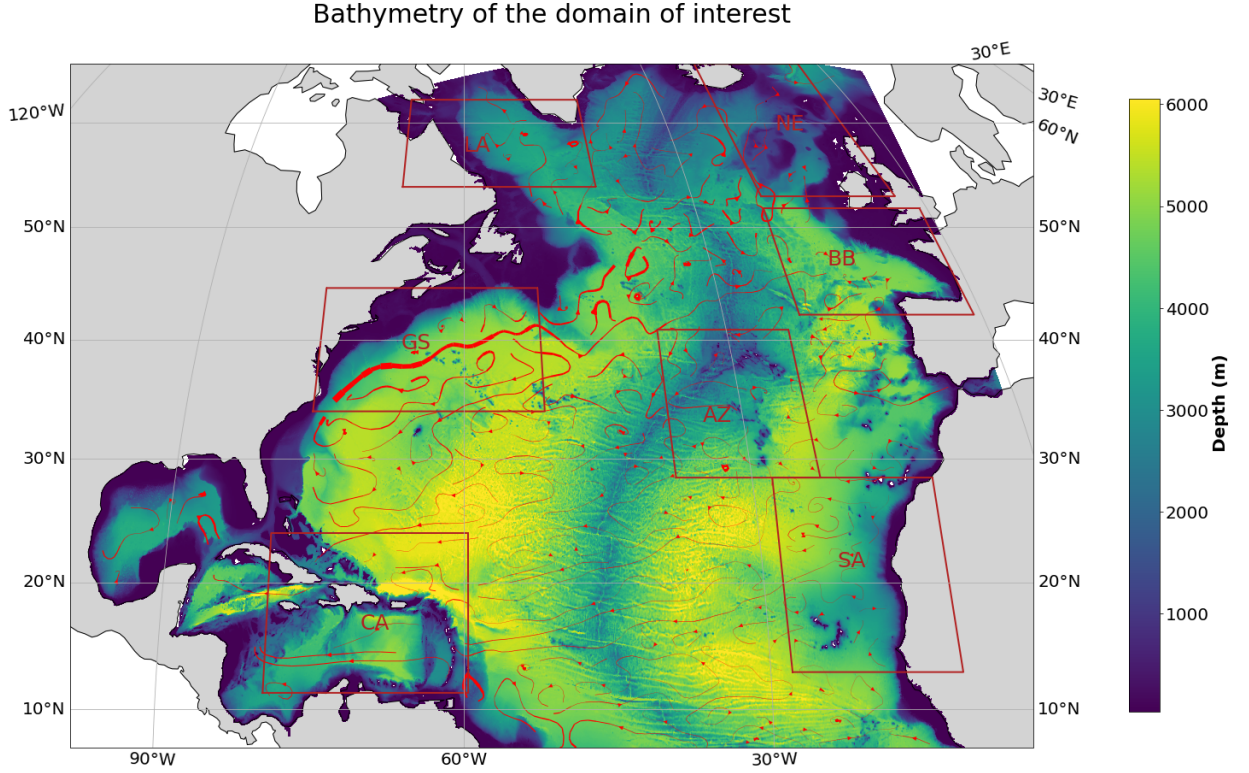 Bathymetry of the domain of interest
30°E
120°W
30°E
60°N
6000
LA
NE
50°N
50°N
5000
BB
4000
40°N
GS
40°N
Depth (m)
3000
AZ
30°N
30°N
2000
SA
20°N
20°N
1000
CA
10°N
10°N
90°W
60°W
30°W